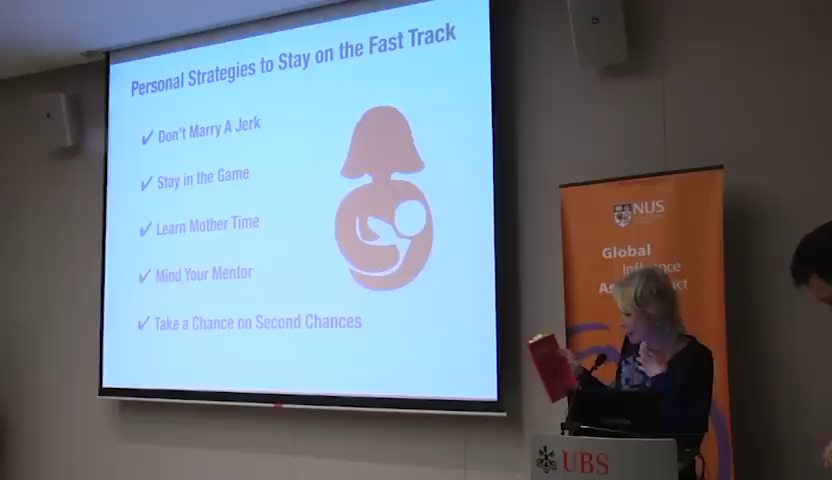 Personal Strategies to Stay on the Fast Track
✔ Don't Marry A Jerk
✔ Stay in the Game
✔ Learn Mother Time
✔ Mind Your Mentor
✔ Take a Chance on Second Chances
NUS
Global
UBS